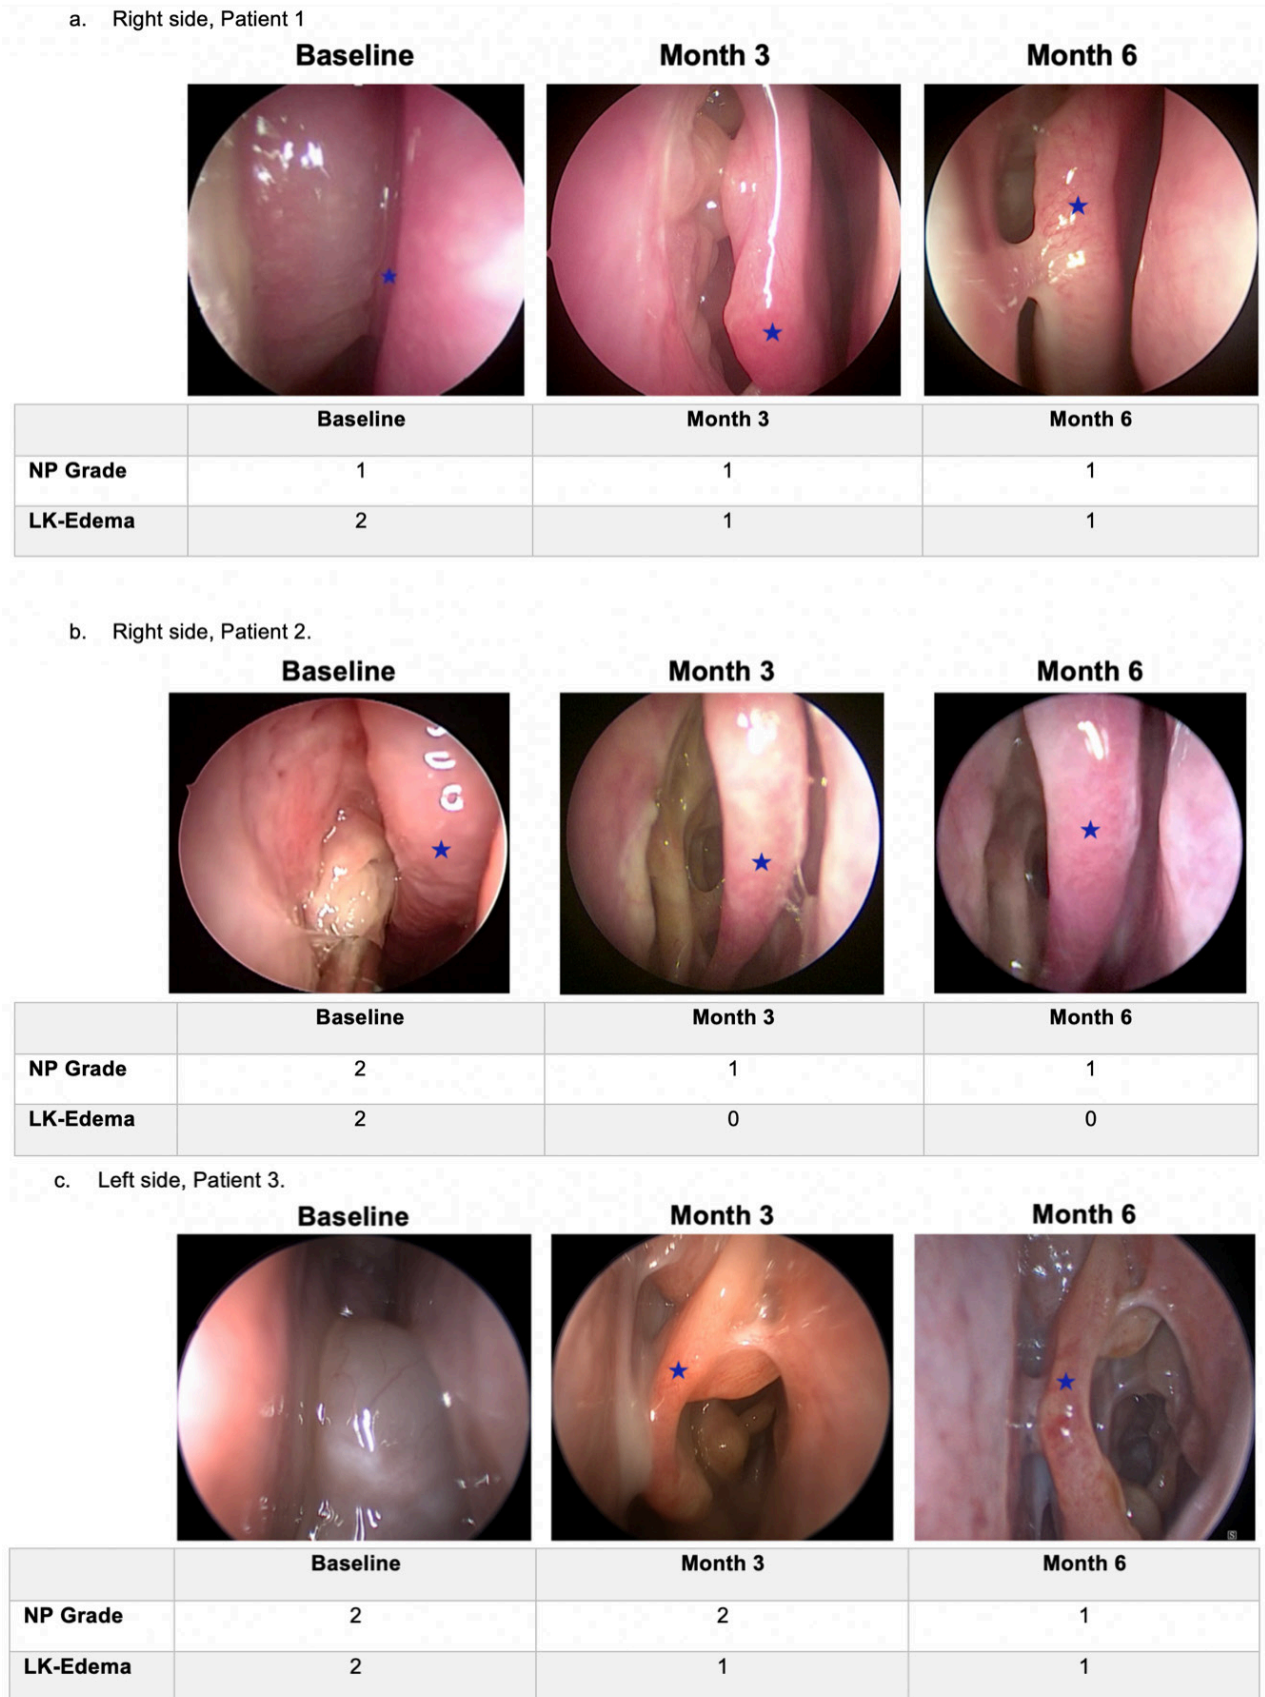 a. Right side, Patient 1
Baseline Month 3 Month 6
Baseline Month 3 Month 6
NP Grade 1 1 1
LK-Edema 2 1 1
b. Right side, Patient 2.
Baseline Month 3 Month 6
Baseline Month 3 Month 6
NP Grade 2 1 1
LK-Edema 2 0 0
c. Left side, Patient 3.
Baseline Month 3 Month 6
S
Baseline Month 3 Month 6
NP Grade 2 2 1
LK-Edema 2 1 1